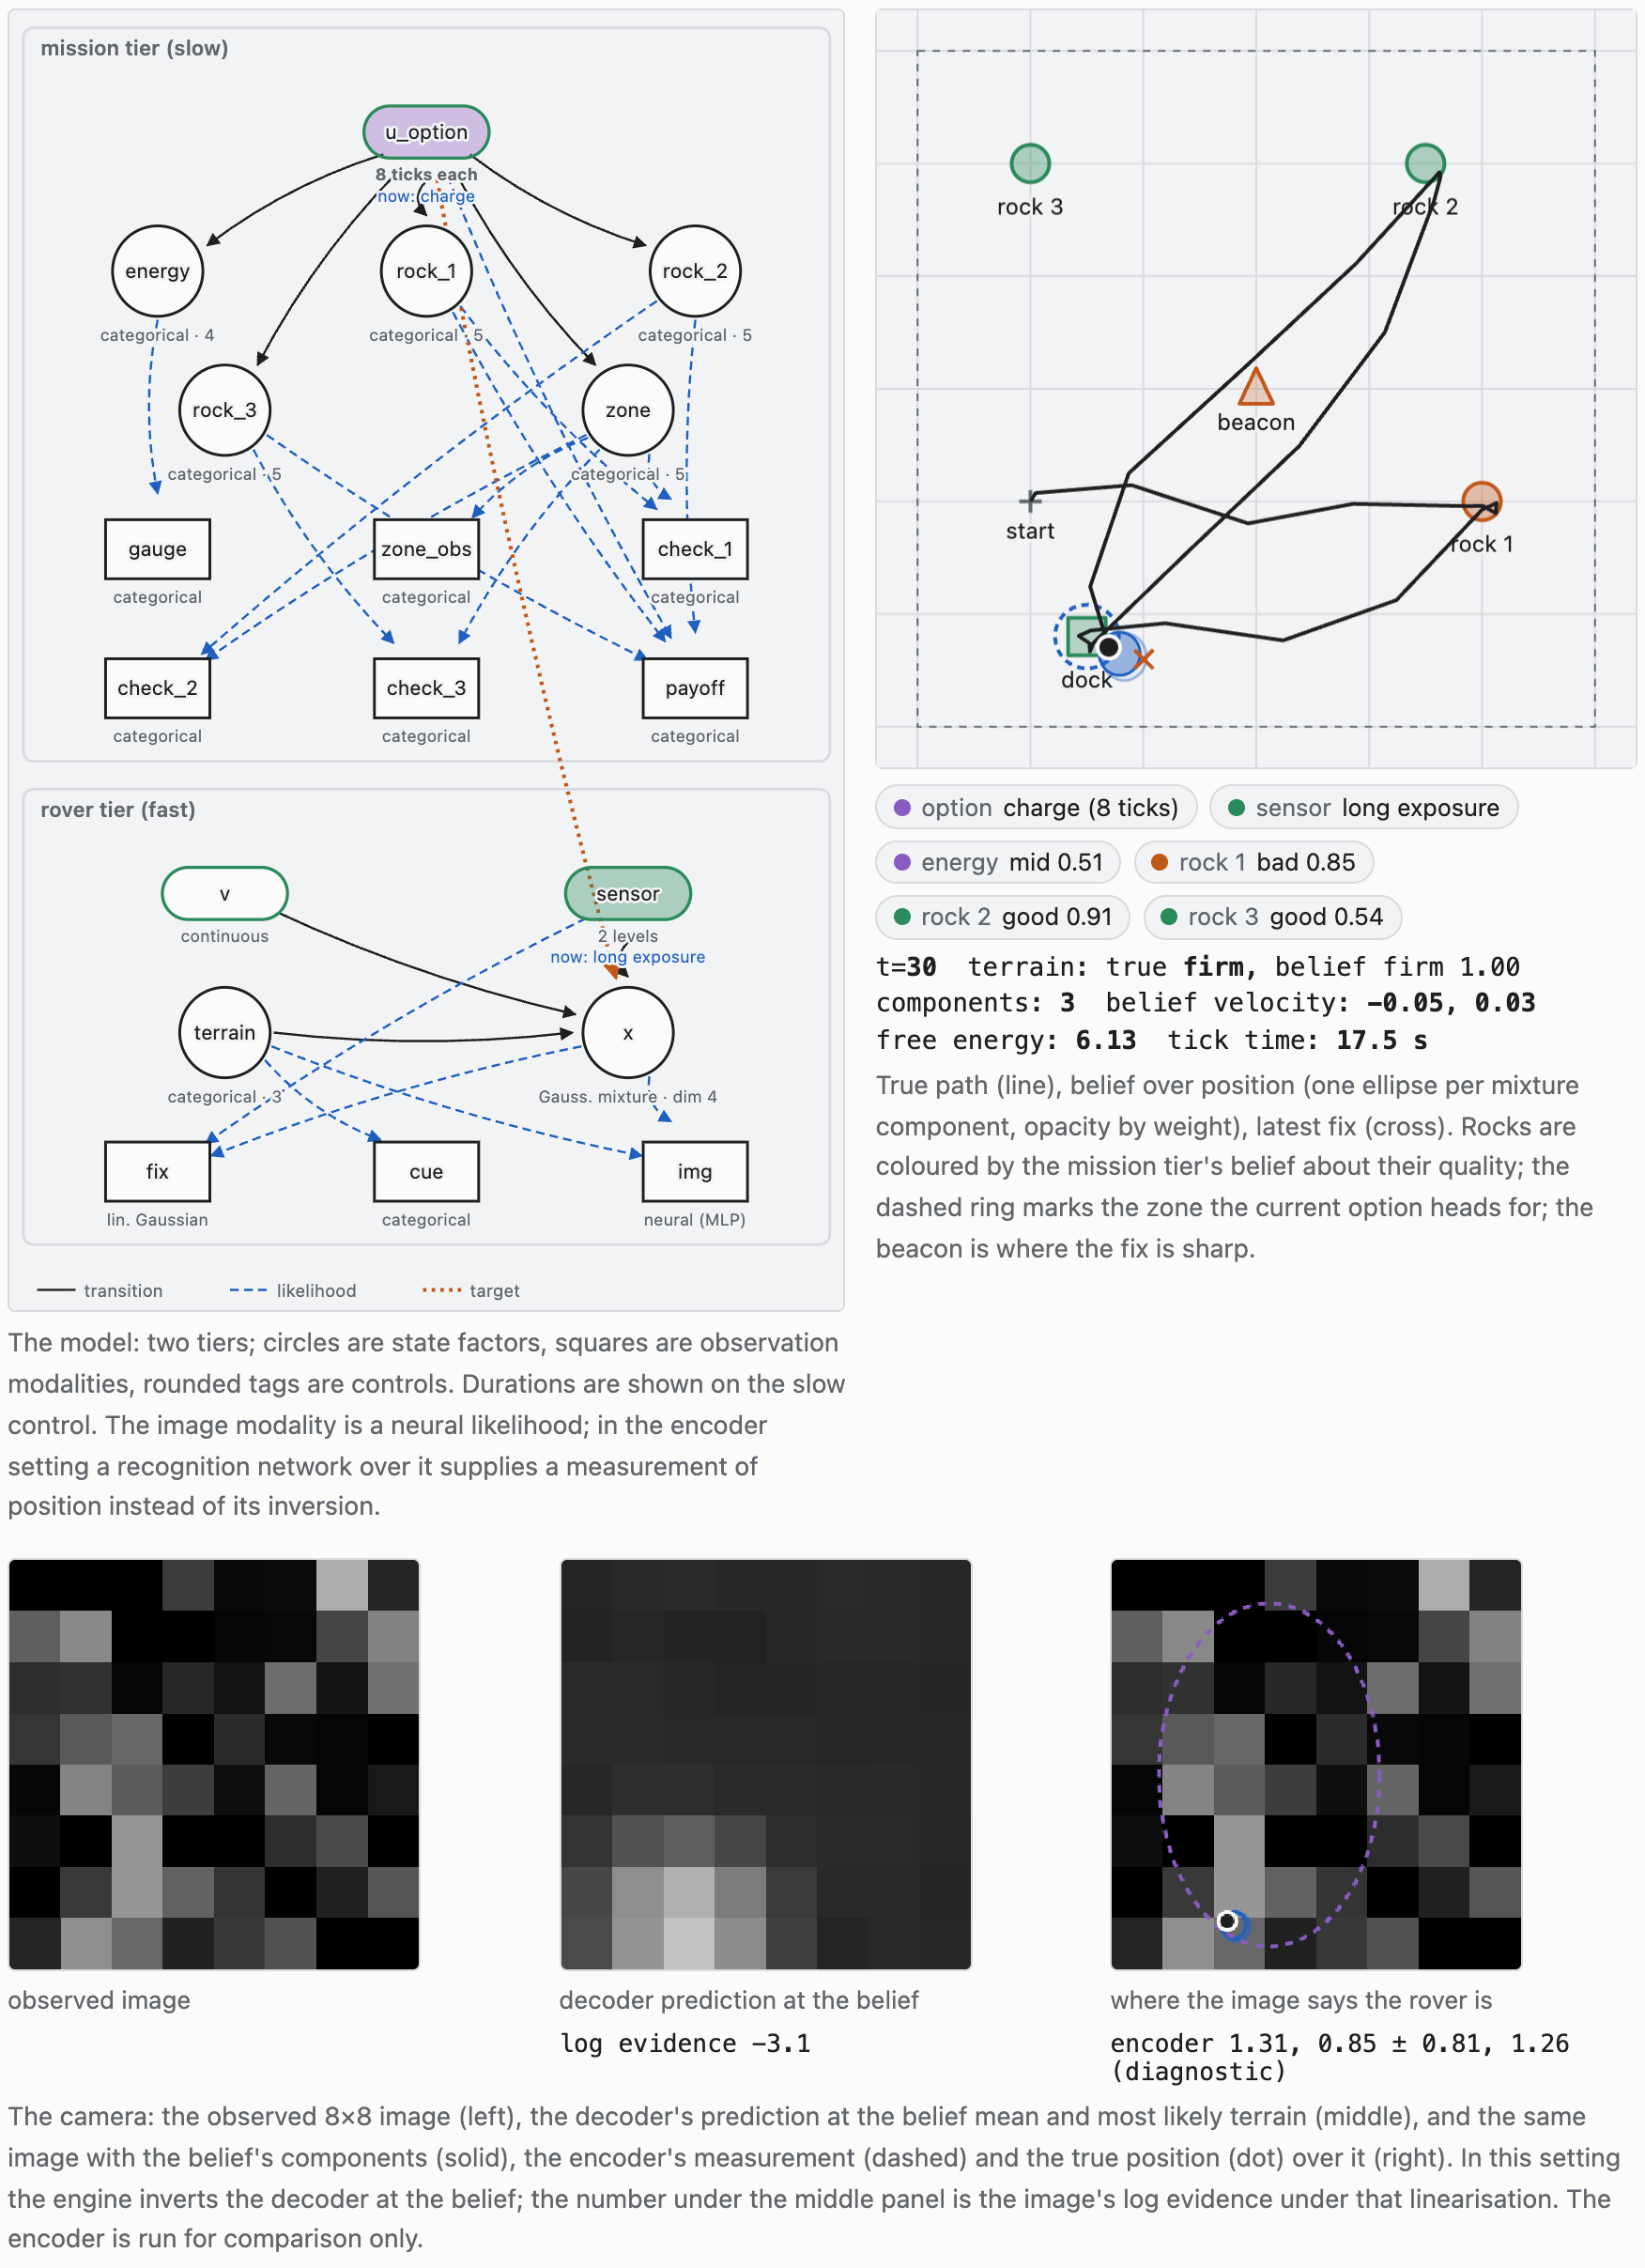 mission tier (slow)
u_option
8 ticks each
now: charge
energy
rock_1
rock_2
categorical · 4
categorical · 5
categorical · 5
rock_3
zone
categorical · 5
categorical · 5
gauge
zone_obs
check_1
categorical
categorical
categorical
check_2
check_3
payoff
categorical
categorical
categorical
rover tier (fast)
v
sensor
continuous
2 levels
now: long exposure
terrain
x
categorical · 3
Gauss. mixture · dim 4
fix
cue
img
lin. Gaussian
categorical
neural (MLP)
transition
likelihood
target
The model: two tiers; circles are state factors, squares are observation
modalities, rounded tags are controls. Durations are shown on the slow
control. The image modality is a neural likelihood; in the encoder
setting a recognition network over it supplies a measurement of
position instead of its inversion.
rock 3
rock 2
beacon
start
rock 1
dock
option charge (8 ticks)
sensor long exposure
energy mid 0.51
rock 1 bad 0.85
rock 2 good 0.91
rock 3 good 0.54
t=30 terrain: true firm, belief firm 1.00
components: 3 belief velocity: −0.05, 0.03
free energy: 6.13 tick time: 17.5 s
True path (line), belief over position (one ellipse per mixture
component, opacity by weight), latest fix (cross). Rocks are
coloured by the mission tier's belief about their quality; the
dashed ring marks the zone the current option heads for; the
beacon is where the fix is sharp.
observed image
decoder prediction at the belief
log evidence −3.1
where the image says the rover is
encoder 1.31, 0.85 ± 0.81, 1.26
(diagnostic)
The camera: the observed 8×8 image (left), the decoder's prediction at the belief mean and most likely terrain (middle), and the same
image with the belief's components (solid), the encoder's measurement (dashed) and the true position (dot) over it (right). In this setting
the engine inverts the decoder at the belief; the number under the middle panel is the image's log evidence under that linearisation. The
encoder is run for comparison only.